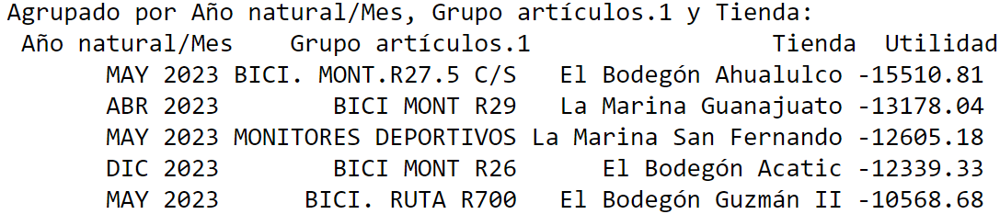 Agrupado por Año natural/Mes, Grupo artículos.1 y Tienda:
Año natural/Mes Grupo artículos.1 Tienda Utilidad
MAY 2023 BICI. MONT.R27.5 C/S El Bodegón Ahualulco -15510.81
ABR 2023 BICI MONT R29 La Marina Guanajuato -13178.04
MAY 2023 MONITORES DEPORTIVOS La Marina San Fernando -12605.18
DIC 2023 BICI MONT R26 El Bodegón Acatic -12339.33
MAY 2023 BICI. RUTA R700 El Bodegón Guzmán II -10568.68